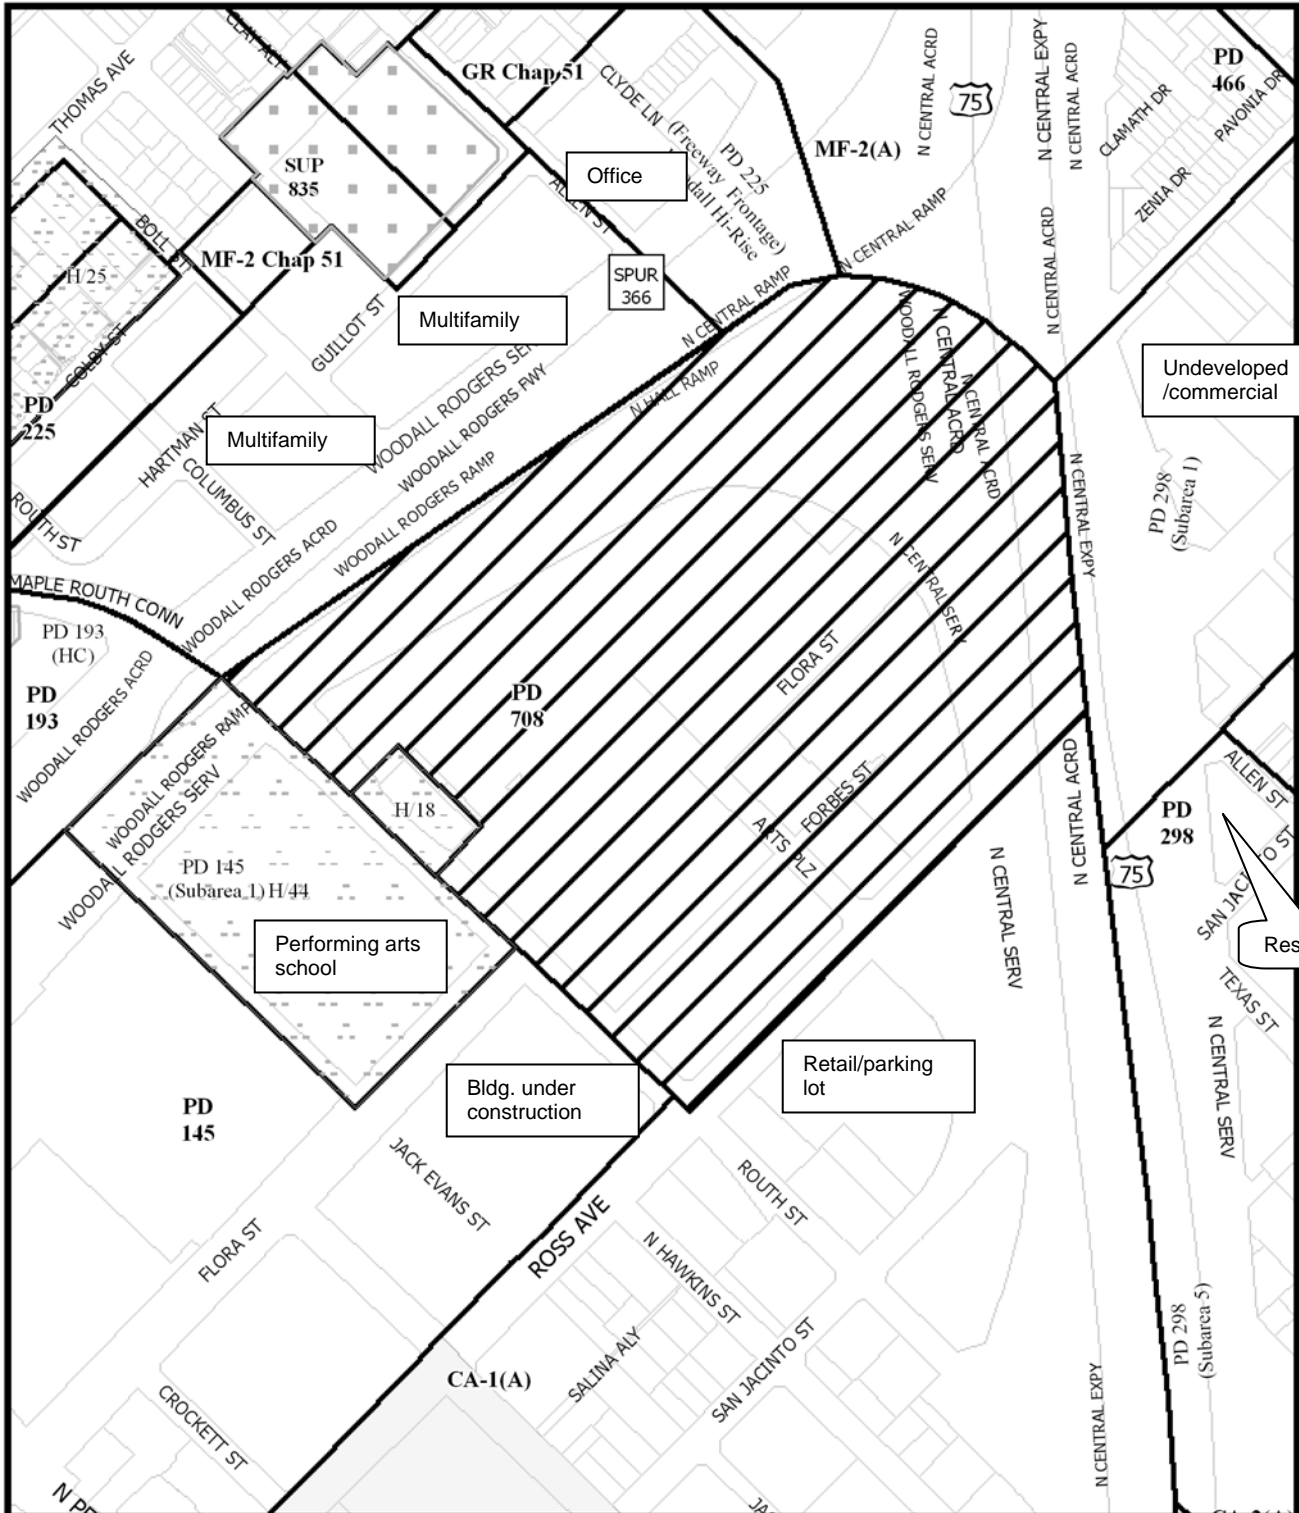 CLAY ALY
THOMAS AVE
GR Chap 51
CLYDE LN
PD 225
(Freeway Frontage)
Hi-Rise
N CENTRAL ACRD
75
N CENTRAL EXPY
N CENTRAL ACRD
PD
466
CLAMATH DR
PAVONIA DR
ZENIA DR
MF-2(A)
SUP
835
Office
ALLEN ST
BOLL ST
MF-2 Chap 51
H/25
SPUR
366
N CENTRAL RAMP
N CENTRAL RAMP
N CENTRAL ACRD
Multifamily
GUILLOT ST
COLBY ST
PD
225
Undeveloped
/commercial
WOODALL RODGERS SERV
N CENTRAL ACRD
N CENTRAL ACRD
N HALL RAMP
WOODALL RODGERS
WOODALL RODGERS FWY
WOODALL RODGERS RAMP
Multifamily
HARTMAN ST
COLUMBUS ST
ROUTH ST
N CENTRAL EXPY
PD 298
(Subarea 1)
WOODALL RODGERS ACRD
N CENTRAL SERV
MAPLE ROUTH CONN
PD 193
(HC)
PD
193
WOODALL RODGERS ACRD
FLORA ST
PD
708
WOODALL RODGERS RAMP
WOODALL RODGERS SERV
H/18
FORBES ST
ARTS PLZ
N CENTRAL ACRD
ALLEN ST
PD
298
75
PD 145
(Subarea 1) H/44
N CENTRAL SERV
Performing arts
school
Res
TEXAS ST
Retail/parking
lot
N CENTRAL SERV
Bldg. under
construction
PD
145
JACK EVANS ST
ROUTH ST
FLORA ST
ROSS AVE
N HAWKINS ST
PD 298
(Subarea 5)
CA-1(A)
SALINA ALY
SAN JACINTO ST
N CENTRAL EXPY
CROCKETT ST